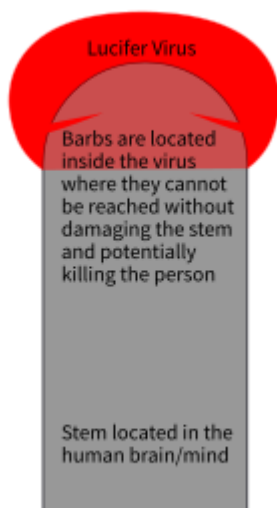 Lucifer Virus
Barbs are located
inside the virus
where they cannot
be reached without
damaging the stem
and potentially
killing the person
Stem located in the
human brain/mind